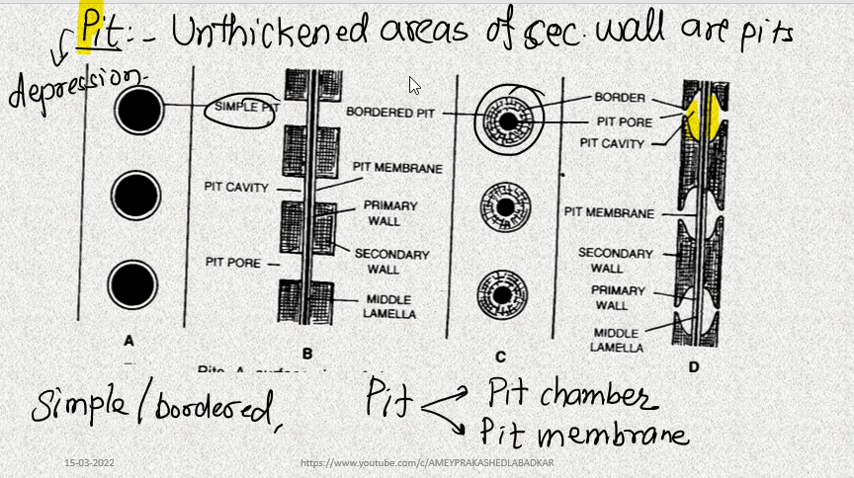 Pit:- Unthickened areas of sec. wall are pits
depression
SIMPLE PIT
BORDERED PIT
BORDER
PIT PORE
PIT CAVITY
PIT MEMBRANE
PIT CAVITY
PRIMARY
WALL
PIT MEMBRANE
SECONDARY
WALL
PIT PORE
SECONDARY
WALL
PRIMARY
WALL
MIDDLE
LAMELLA
MIDDLE
LAMELLA
A
B
C
D
Simple/bordered,
Pit
Pit chamber
Pit membrane
15-03-2022
https://www.youtube.com/c/AMEYPRAKASHEDLABADKAR